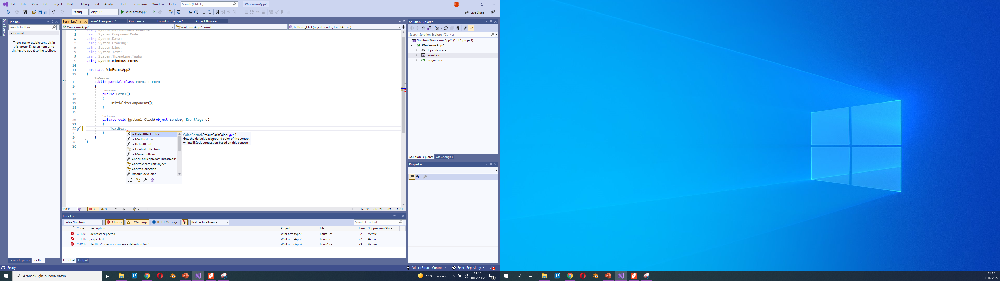 File Edit View Git Project Build Debug Test Analyze Tools Extensions Window Help Search (Ctrl+Q) WinFormsApp2 KD
Debug Any CPU WinFormsApp2 Live Share
Data Sources
Toolbox
Search Toolbox
General
There are no usable controls in
this group. Drag an item onto
this text to add it to the toolbox.
Server Explorer Toolbox
Form1.cs* Form1.Designer.cs* Program.cs Form1.cs [Design]* Object Browser
WinFormsApp2 WinFormsApp2.Form1 button1_Click(object sender, EventArgs e)
2 using System.Collections.Generic;
3 using System.ComponentModel;
4 using System.Data;
5 using System.Drawing;
6 using System.Linq;
7 using System.Text;
8 using System.Threading.Tasks;
9 using System.Windows.Forms;
10
11 namespace WinFormsApp2
12 {
3 references
13 public partial class Form1 : Form
14 {
1 reference
15 public Form1()
16 {
17 InitializeComponent();
18 }
19
1 reference
20 private void button1_Click(object sender, EventArgs e)
21 {
22 TextBox.
23 }
24 }
25 }
26
★ DefaultBackColor
★ ModifierKeys
★ DefaultFont
★ ControlCollection
★ MouseButtons
CheckForIllegalCrossThreadCalls
ControlAccessibleObject
ControlCollection
DefaultBackColor
Color Control.DefaultBackColor { get; }
Gets the default background color of the control.
★ IntelliCode suggestion based on this context
100 % 3 0 Ln: 22 Ch: 21 SPC CRLF
Error List
Entire Solution 3 Errors 0 Warnings 0 of 1 Message Build + IntelliSense Search Error List
Code Description Project File Line Suppression State
CS1001 Identifier expected WinFormsApp2 Form1.cs 22 Active
CS1002 ; expected WinFormsApp2 Form1.cs 22 Active
CS0117 'TextBox' does not contain a definition for '' WinFormsApp2 Form1.cs 23 Active
Error List Output
Solution Explorer
Search Solution Explorer (Ctrl+ş)
Solution 'WinFormsApp2' (1 of 1 project)
WinFormsApp2
Dependencies
Form1.cs
C# Program.cs
Solution Explorer Git Changes
Properties
Ready Add to Source Control Select Repository 2
Aramak için buraya yazın 14°C Güneşli 11:47
10.02.2022 4
11:47
10.02.2022